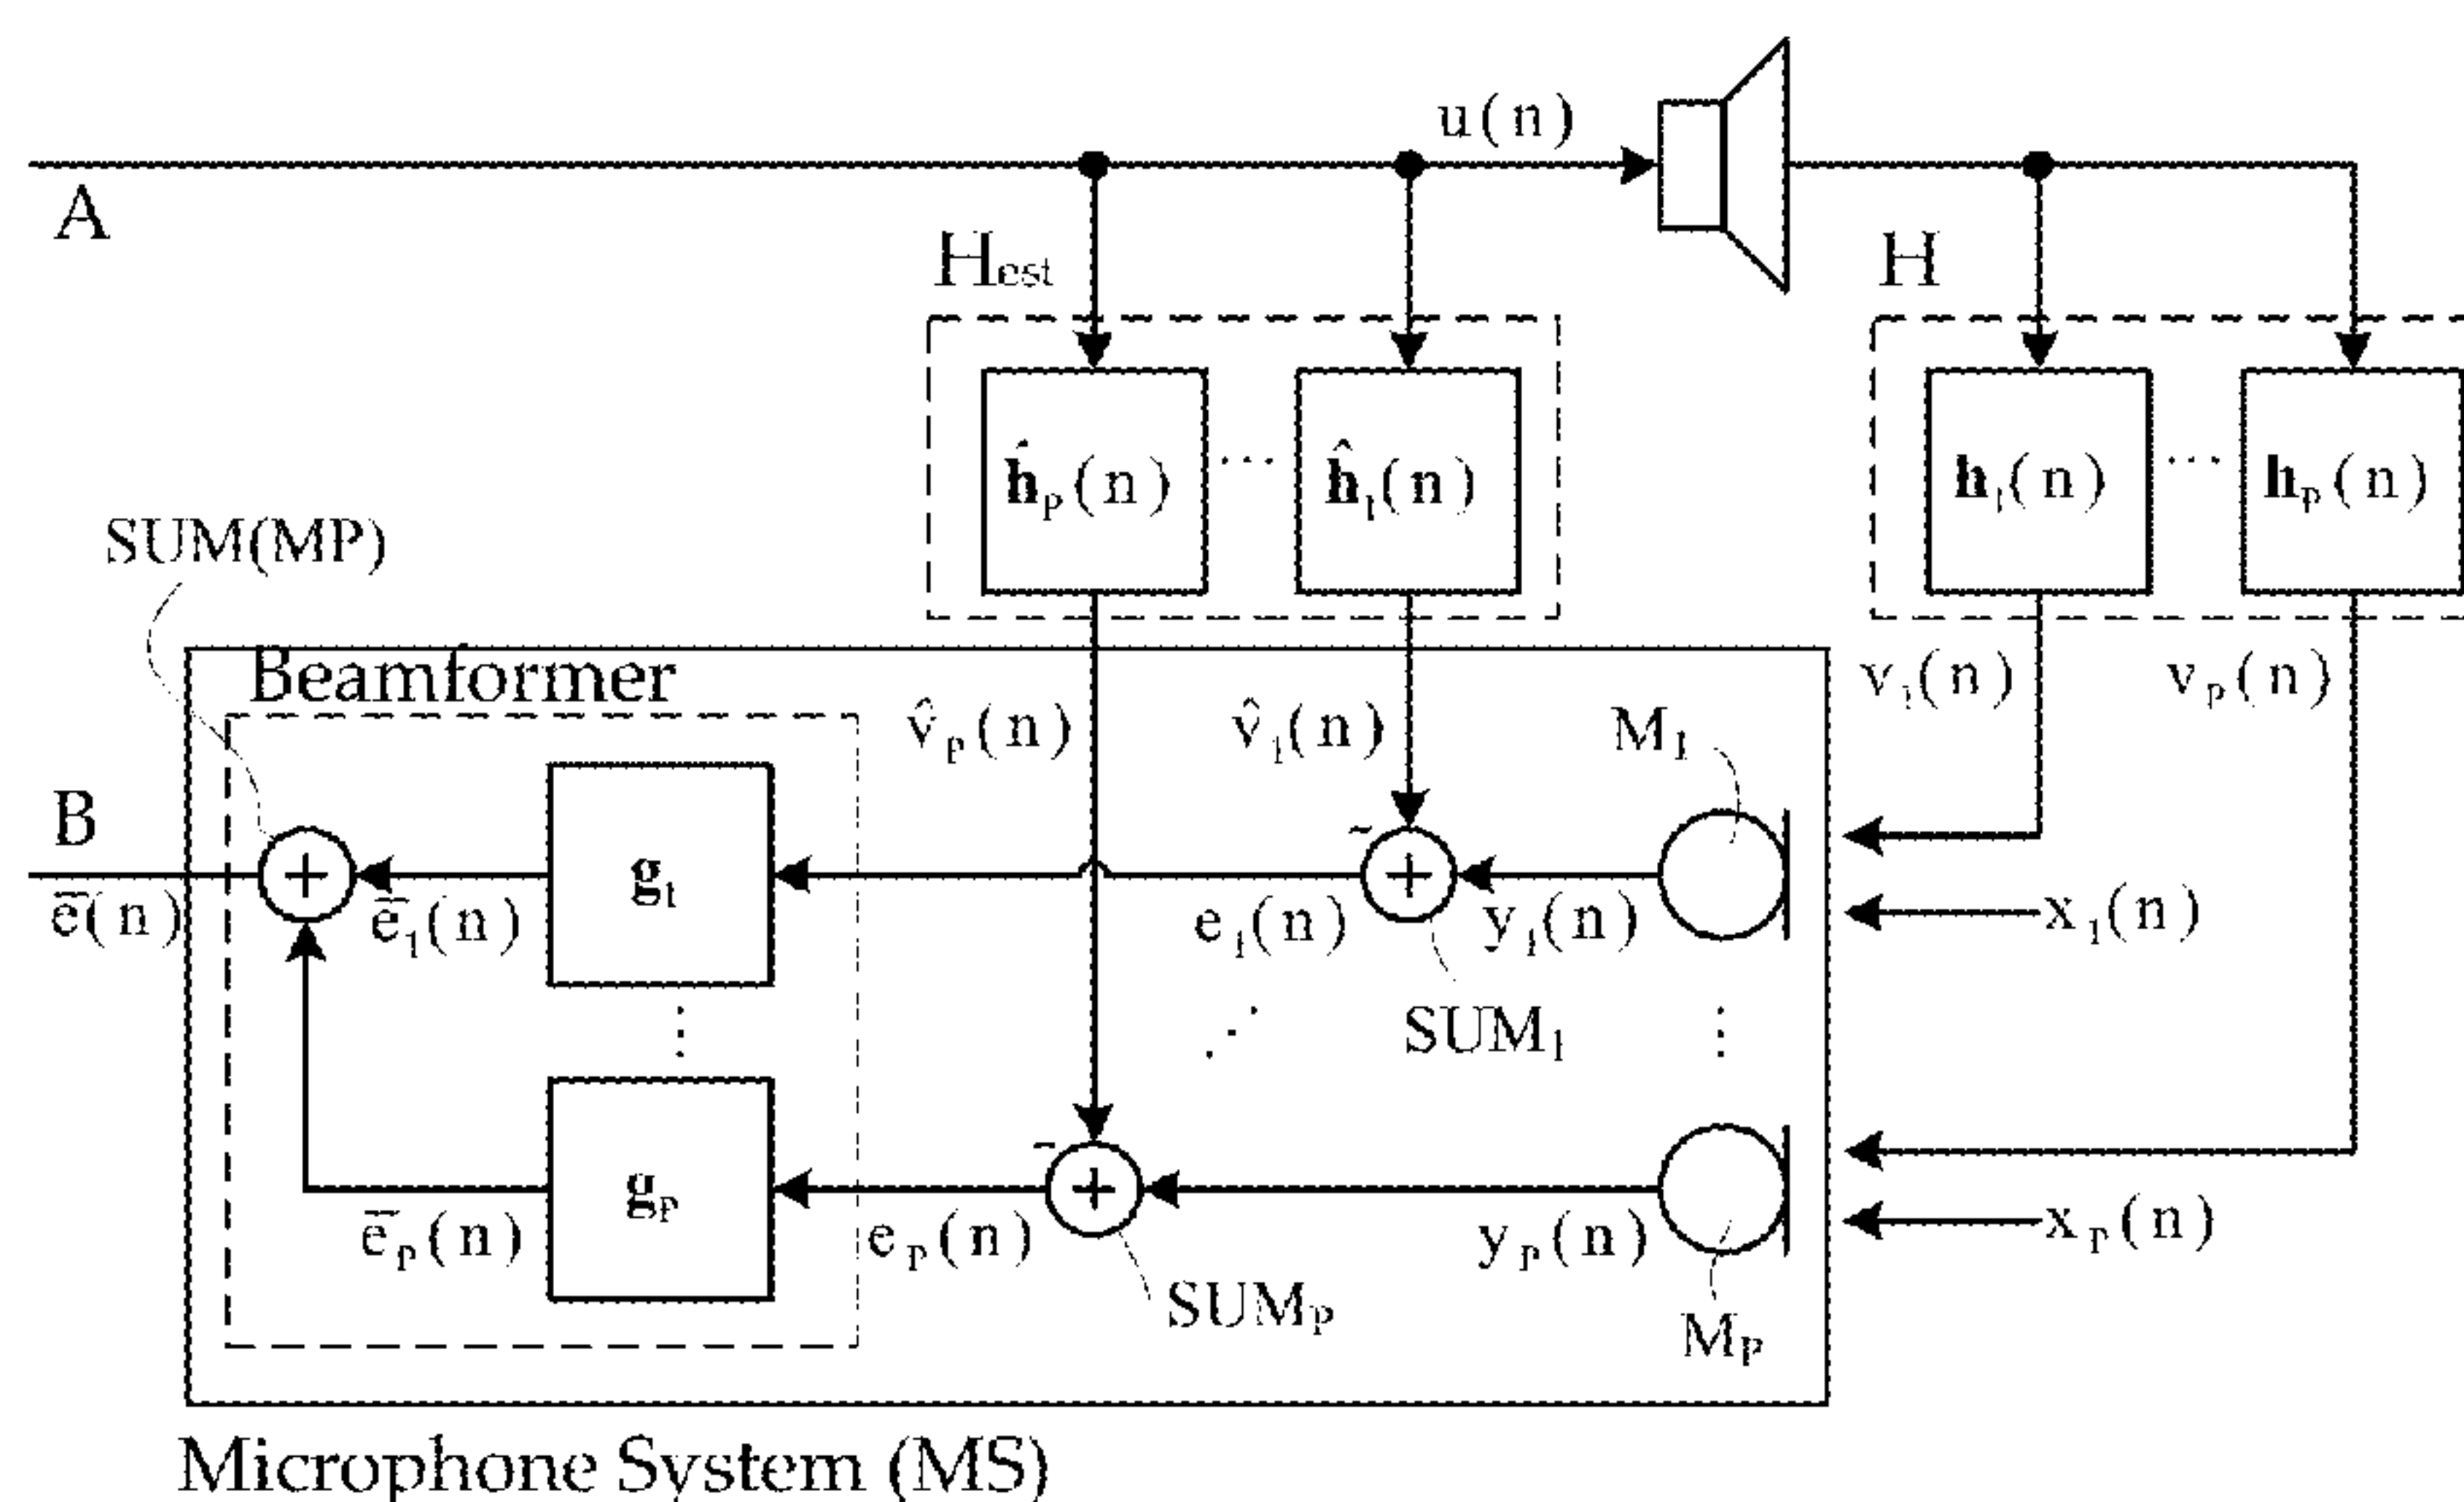 u(n)
A
Hest
H
ĥP(n) ··· ĥ1(n)
h1(n) ··· hP(n)
SUM(MP)
Beamformer
v̂P(n)
v̂1(n)
v1(n)
vP(n)
M1
B
ē(n)
+
ē1(n)
g1
e1(n)
-
+
y1(n)
x1(n)
SUM1
ēP(n)
gP
eP(n)
-
+
yP(n)
xP(n)
SUMP
MP
Microphone System (MS)